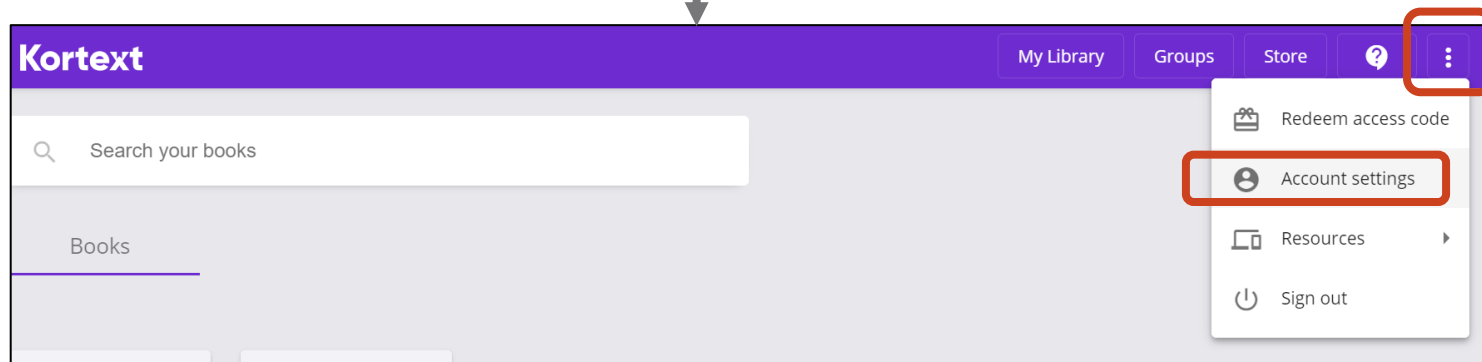 Kortext
My Library
Groups
Store
Redeem access code
Search your books
Account settings
Books
Resources
Sign out